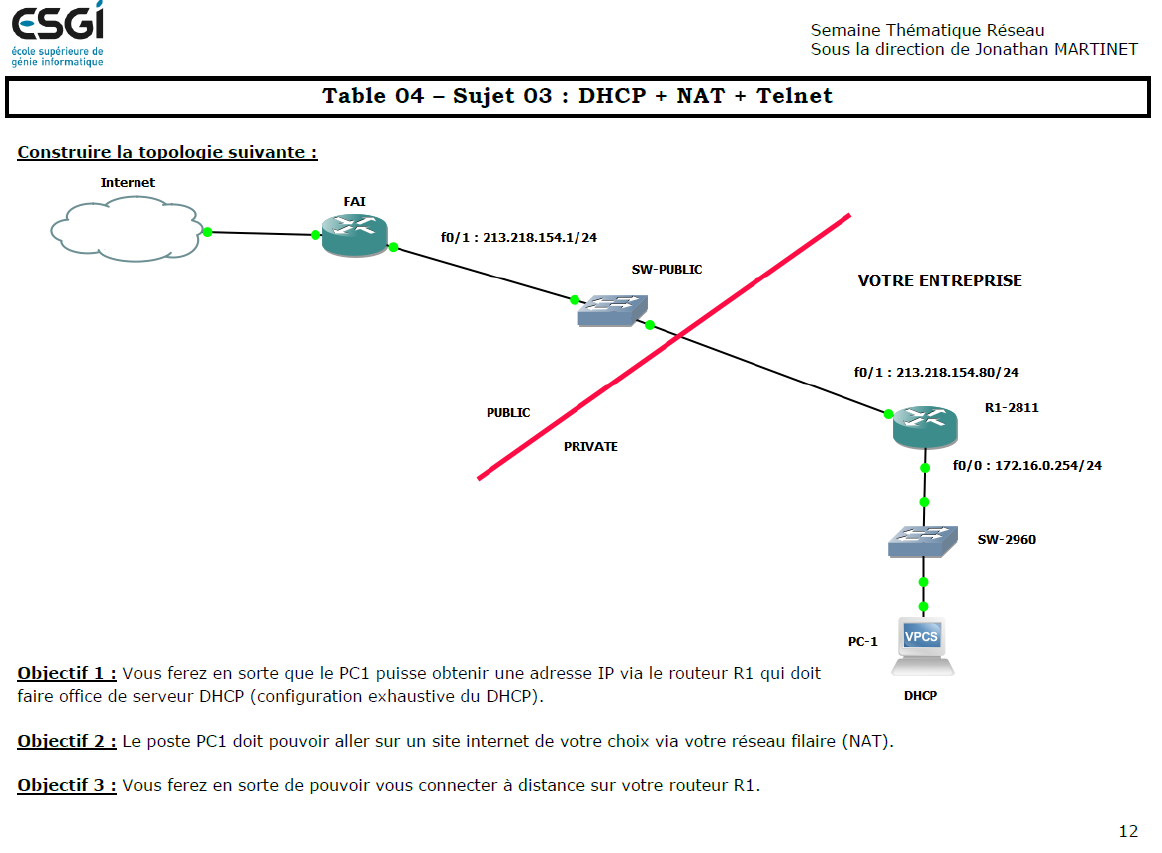 ESGI
école supérieure de
génie informatique
Semaine Thématique Réseau
Sous la direction de Jonathan MARTINET
Table 04 – Sujet 03 : DHCP + NAT + Telnet
Construire la topologie suivante :
Internet
FAI
f0/1 : 213.218.154.1/24
SW-PUBLIC
VOTRE ENTREPRISE
f0/1 : 213.218.154.80/24
R1-2811
PUBLIC
PRIVATE
f0/0 : 172.16.0.254/24
SW-2960
PC-1
VPCS
DHCP
Objectif 1 : Vous ferez en sorte que le PC1 puisse obtenir une adresse IP via le routeur R1 qui doit
faire office de serveur DHCP (configuration exhaustive du DHCP).
Objectif 2 : Le poste PC1 doit pouvoir aller sur un site internet de votre choix via votre réseau filaire (NAT).
Objectif 3 : Vous ferez en sorte de pouvoir vous connecter à distance sur votre routeur R1.
12